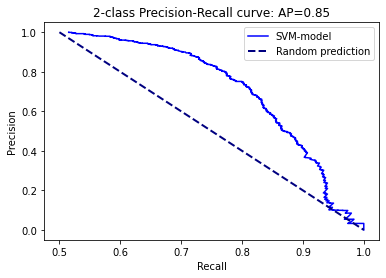 2-class Precision-Recall curve: AP=0.85
SVM-model
Random prediction
Precision
1.0
0.8
0.6
0.4
0.2
0.0
0.5 0.6 0.7 0.8 0.9 1.0
Recall